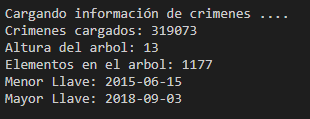 Cargando información de crimenes ....
Crimenes cargados: 319073
Altura del arbol: 13
Elementos en el arbol: 1177
Menor Llave: 2015-06-15
Mayor Llave: 2018-09-03